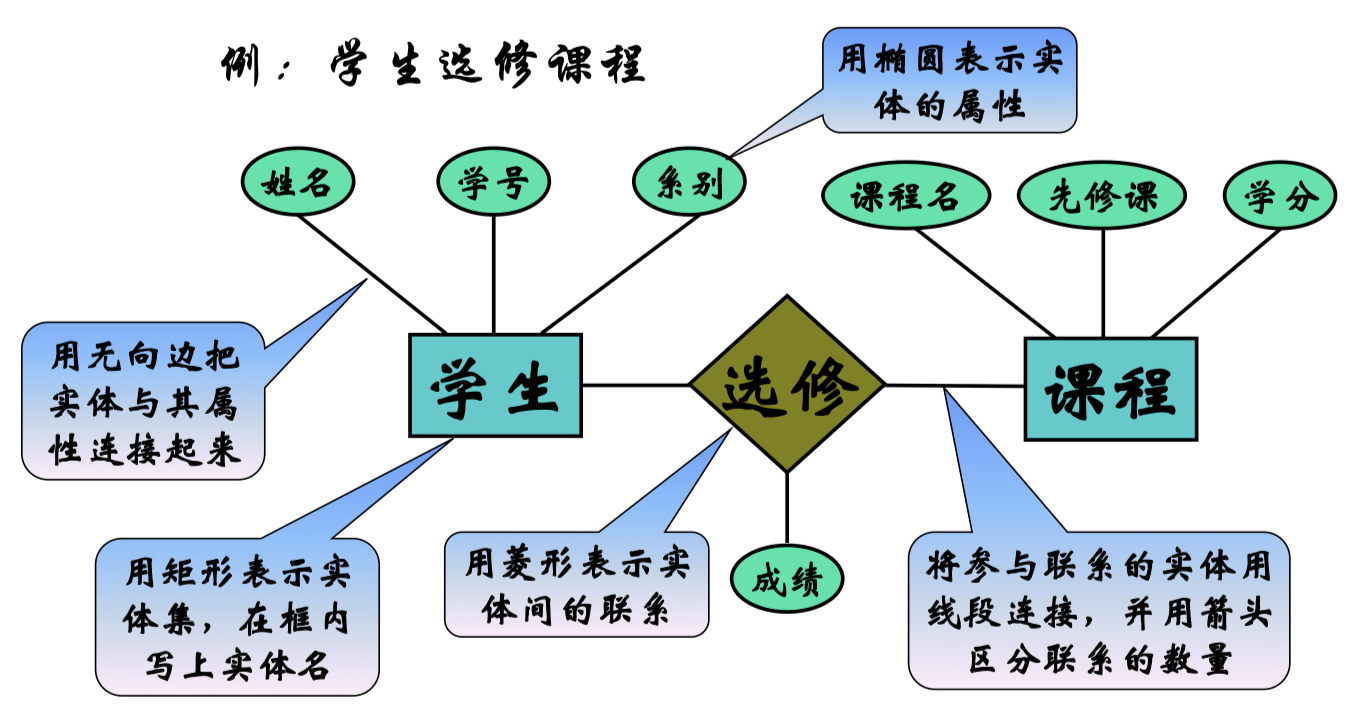 例：学生选修课程
用椭圆表示实
体的属性
姓名
学号
系别
课程名
先修课
学分
用无向边把
实体与其属
性连接起来
学生
选修
课程
用矩形表示实
体集，在框内
写上实体名
用菱形表示实
体间的联系
成绩
将参与联系的实体用
线段连接，并用箭头
区分联系的数量